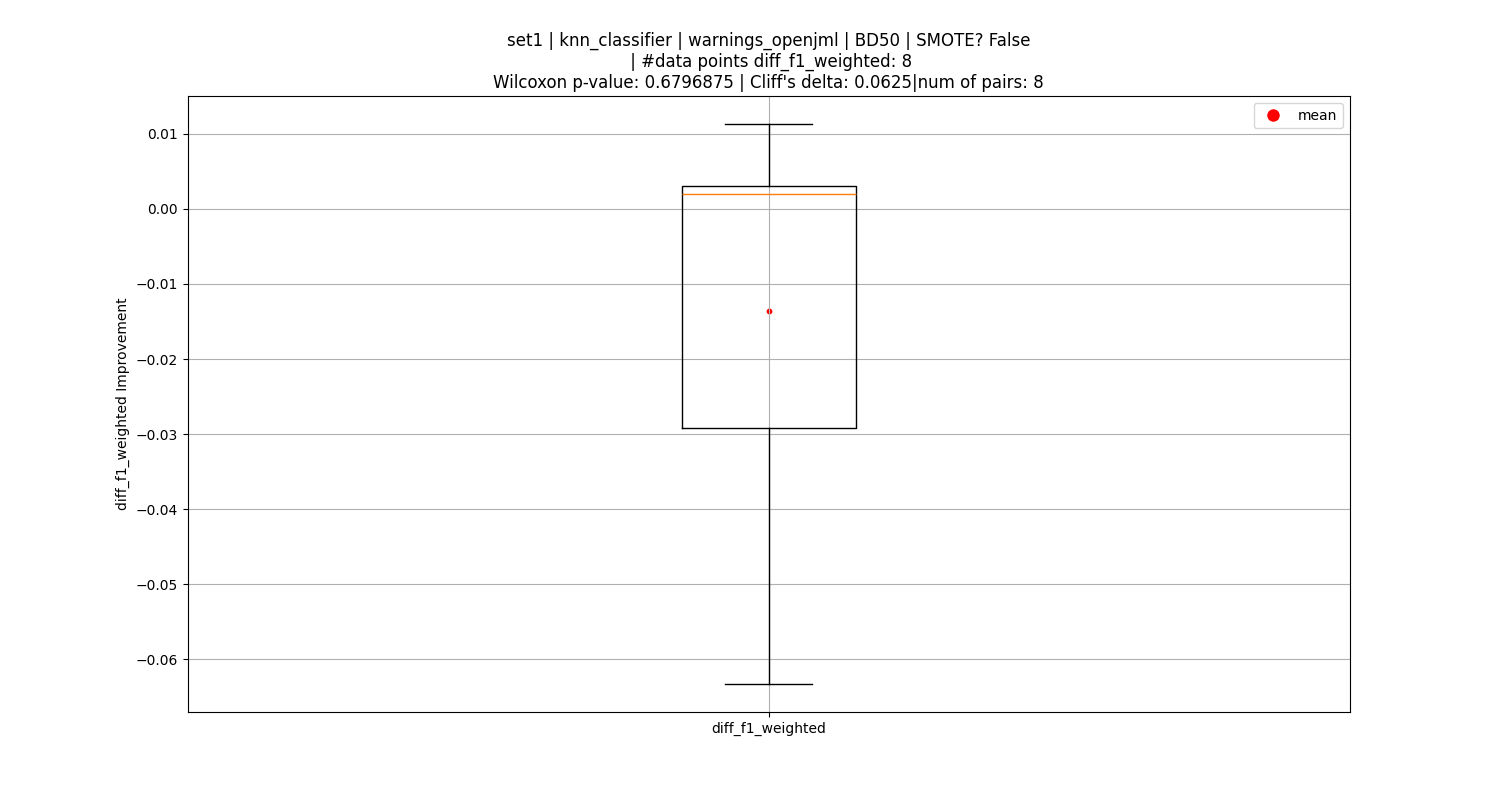 set1 | knn_classifier | warnings_openjml | BD50 | SMOTE? False
| #data points diff_f1_weighted: 8
Wilcoxon p-value: 0.6796875 | Cliff's delta: 0.0625|num of pairs: 8
mean
0.01
0.00
−0.01
−0.02
−0.03
−0.04
−0.05
−0.06
diff_f1_weighted Improvement
diff_f1_weighted